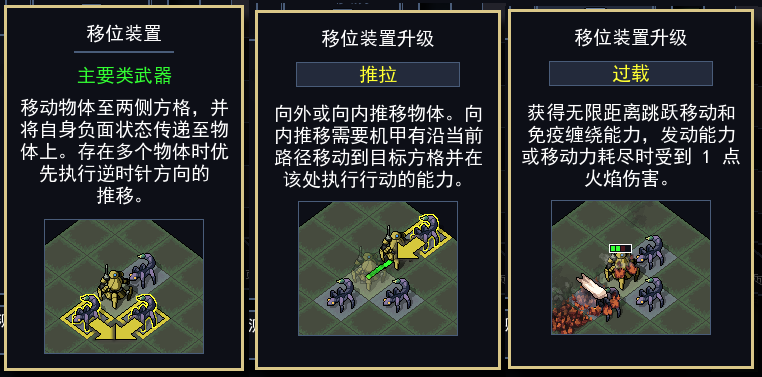 移位装置
主要类武器
移动物体至两侧方格，并
将自身负面状态传递至物
体上。存在多个物体时优
先执行逆时针方向的
推移。
移位装置升级
推拉
向外或向内推移物体。向
内推移需要机甲有沿当前
路径移动到目标方格并在
该处执行行动的能力。
移位装置升级
过载
获得无限距离跳跃移动和
免疫缠绕能力，发动能力
或移动力耗尽时受到 1 点
火焰伤害。